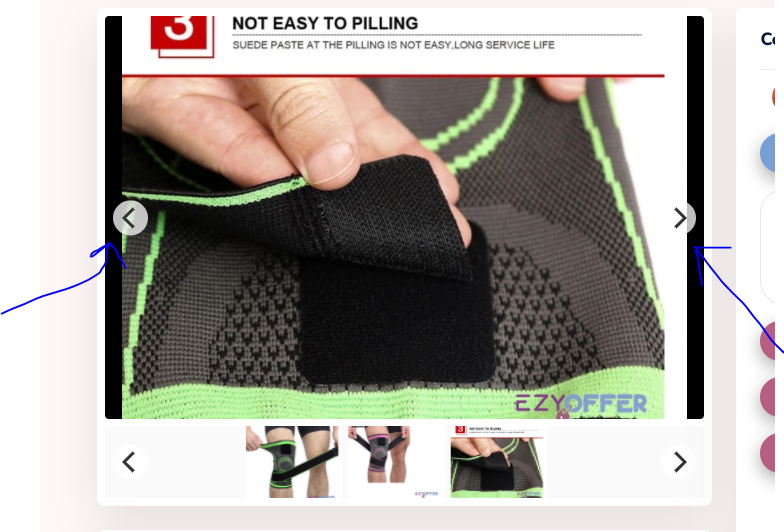 3
NOT EASY TO PILLING
SUEDE PASTE AT THE PILLING IS NOT EASY,LONG SERVICE LIFE
EZYOFFER